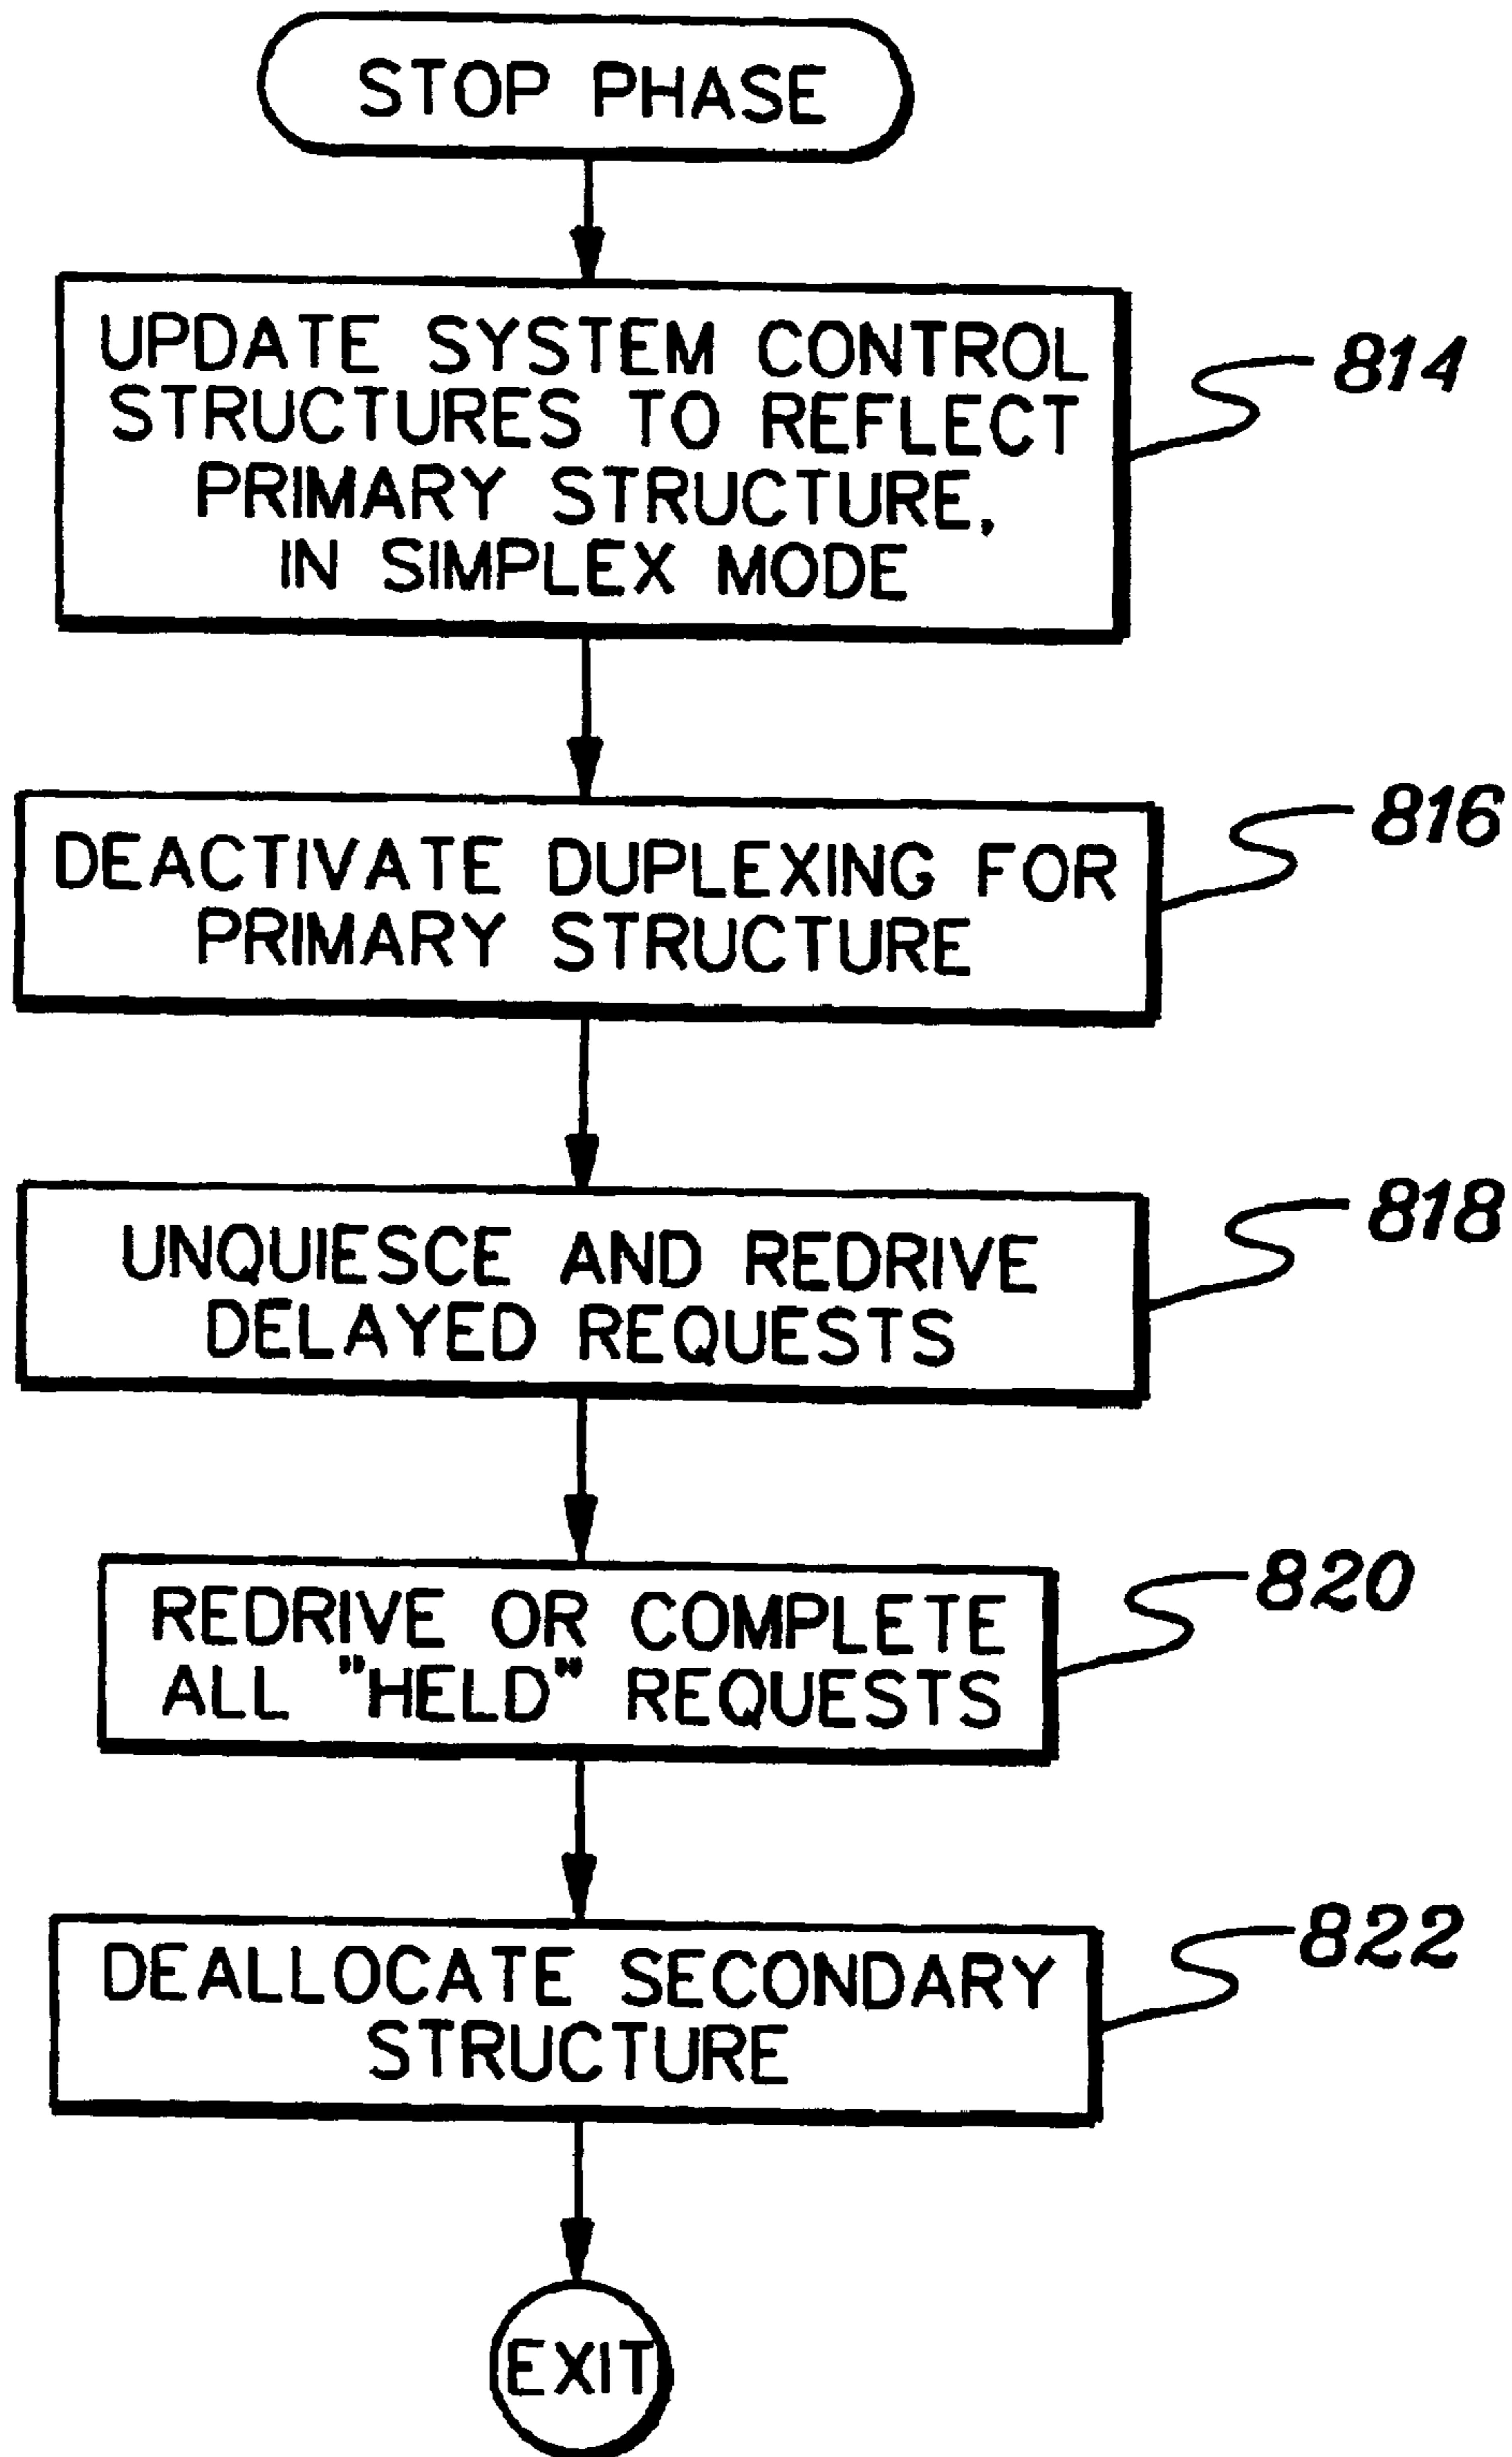 STOP PHASE
UPDATE SYSTEM CONTROL
STRUCTURES TO REFLECT
PRIMARY STRUCTURE,
IN SIMPLEX MODE
814
DEACTIVATE DUPLEXING FOR
PRIMARY STRUCTURE
816
UNQUIESCE AND REDRIVE
DELAYED REQUESTS
818
REDRIVE OR COMPLETE
ALL "HELD" REQUESTS
820
DEALLOCATE SECONDARY
STRUCTURE
822
EXIT